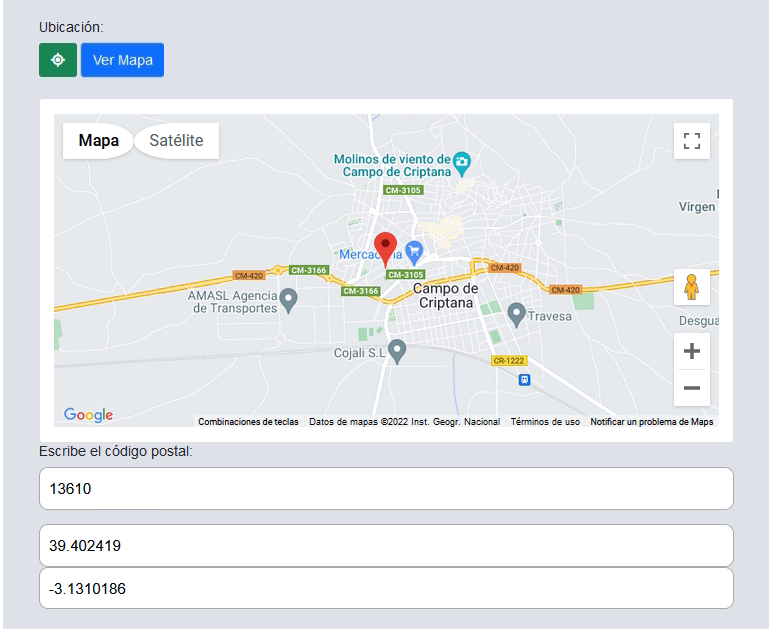 Ubicación:
Ver Mapa
Mapa
Satélite
Molinos de viento de
Campo de Criptana
CM-3105
Virgen
CM-420
CM-3166
CM-3105
CM-420
CM-3166
CM-420
Campo de
Criptana
AMASL Agencia
de Transportes
Travesa
Desgua
Cojali S.L
CR-1222
Google
Combinaciones de teclas
Datos de mapas ©2022 Inst. Geogr. Nacional
Términos de uso
Notificar un problema de Maps
Escribe el código postal:
13610
39.402419
-3.1310186